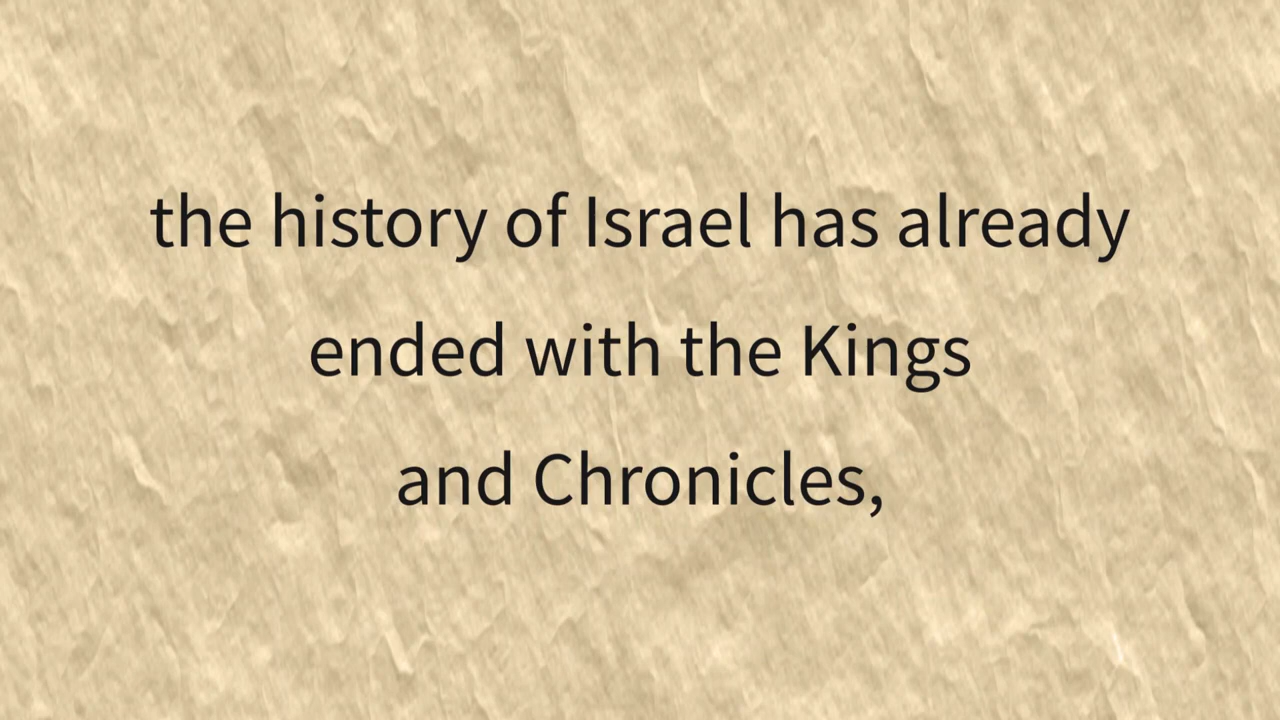 the history of Israel has already
ended with the Kings
and Chronicles,